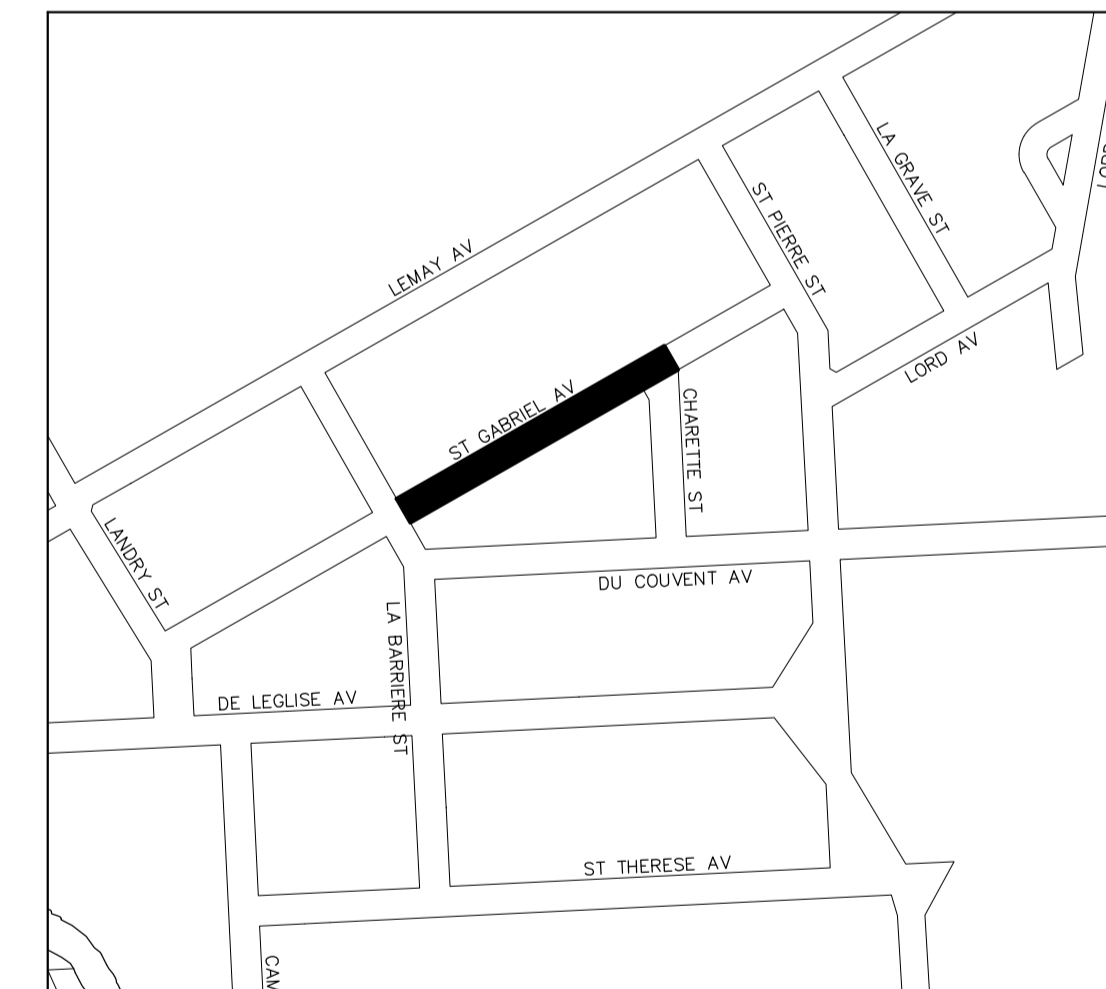 LEMAY AV
LA GRAVE ST
ST PIERRE ST
LORD AV
ST GABRIEL AV
CHARETTE ST
LANDRY ST
DU COUVENT AV
LA BARRIERE ST
DE LEGLISE AV
ST THERESE AV
CAM